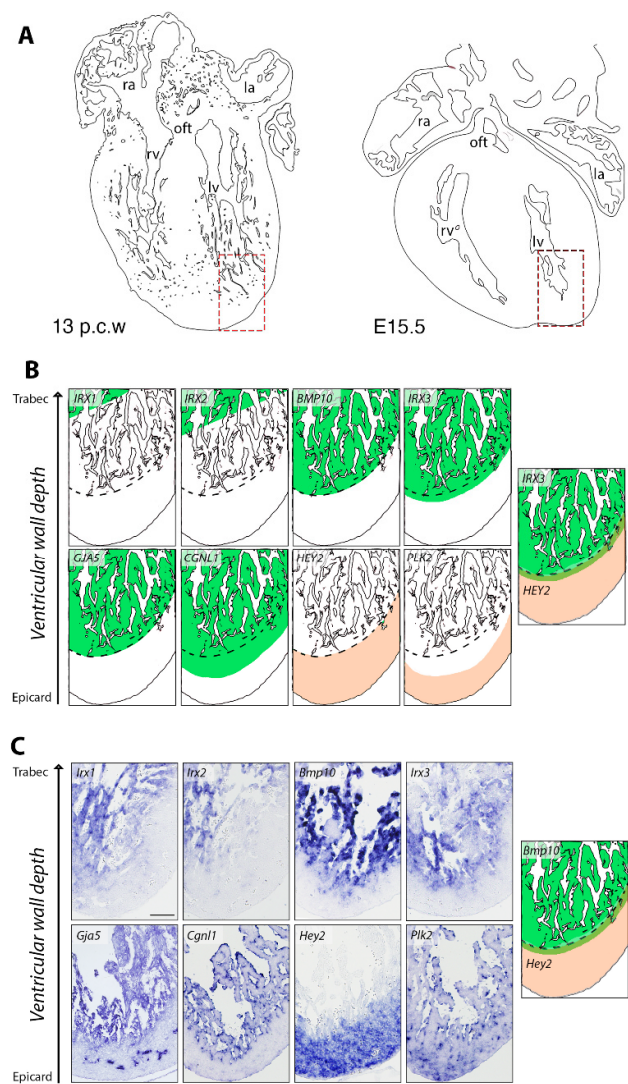 A
ra
la
oft
rv
lv
13 p.c.w
ra
oft
la
rv
lv
E15.5
B
Trabec
Ventricular wall depth
Epicard
IRX1
IRX2
BMP10
IRX3
GJA5
CGNL1
HEY2
PLK2
IRX3
HEY2
C
Trabec
Ventricular wall depth
Epicard
Irx1
Irx2
Bmp10
Irx3
Gja5
Cgnl1
Hey2
Plk2
Bmp10
Hey2